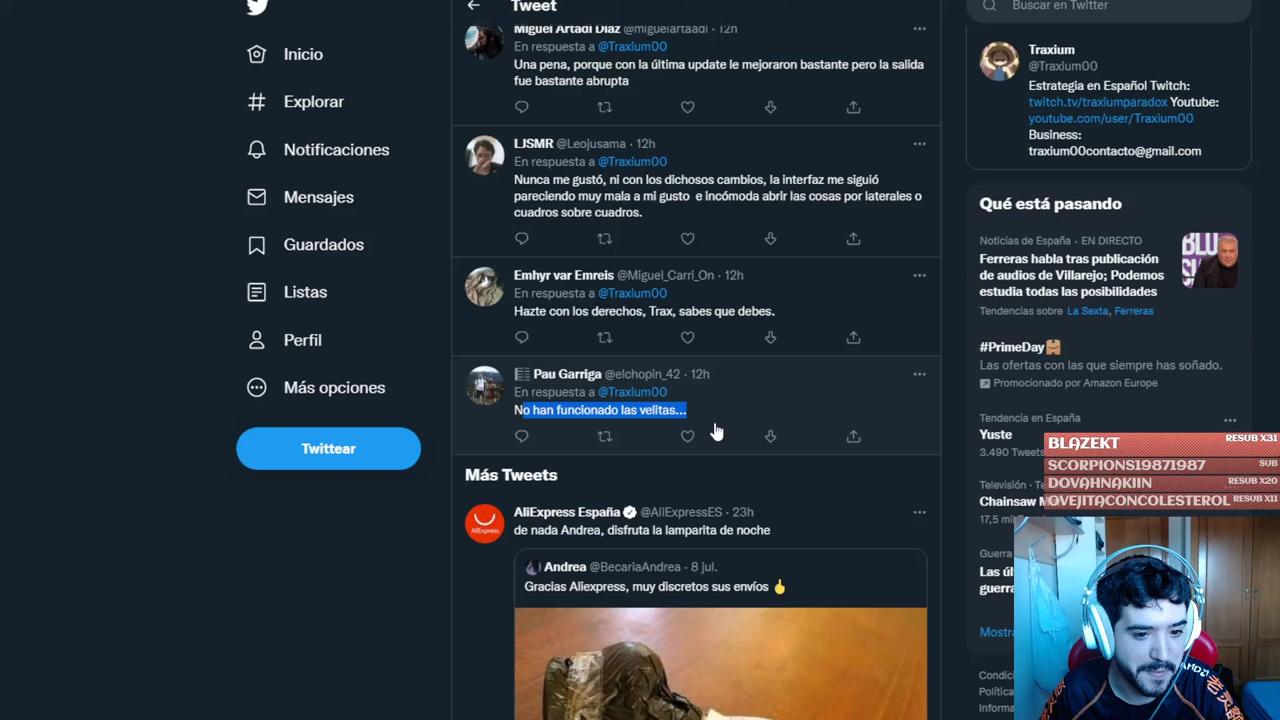 Tweet
Buscar en Twitter
Inicio
Explorar
Notificaciones
Mensajes
Guardados
Listas
Perfil
Más opciones
Twittear
Miguel Artadi Díaz @miguelartaadi · 12h
En respuesta a @Traxium00
Una pena, porque con la última update le mejoraron bastante pero la salida
fue bastante abrupta
LJSMR @Leojusama · 12h
En respuesta a @Traxium00
Nunca me gustó, ni con los dichosos cambios, la interfaz me siguió
pareciendo muy mala a mi gusto e incómoda abrir las cosas por laterales o
cuadros sobre cuadros.
Emhyr var Emreis @Miguel_Carri_On · 12h
En respuesta a @Traxium00
Hazte con los derechos, Trax, sabes que debes.
Pau Garriga @elchopin_42 · 12h
En respuesta a @Traxium00
No han funcionado las velitas...
Más Tweets
AliExpress España @AliExpressES · 23h
de nada Andrea, disfruta la lamparita de noche
Andrea @BecariaAndrea · 8 jul.
Gracias Aliexpress, muy discretos sus envíos
Traxium
@Traxium00
Estrategia en Español Twitch:
twitch.tv/traxiumparadox Youtube:
youtube.com/user/Traxium00
Business:
traxium00contacto@gmail.com
Qué está pasando
Noticias de España · EN DIRECTO
Ferreras habla tras publicación
de audios de Villarejo; Podemos
estudia todas las posibilidades
Tendencias sobre La Sexta, Ferreras
#PrimeDay
Las ofertas con las que siempre has soñado.
Promocionado por Amazon Europe
Tendencia en España
Yuste
3.490 Tweets
BLAZEKT RESUB X31
SCORPIONS19871987 SUB
DOVAHNAKIIN RESUB X20
OVEJITACONCOLESTEROL RESUB X11
Televisión · Te
Chainsaw M
17,5 mi
Guerra
Las úl
guerra
Mostra
Condici
Política
Informa